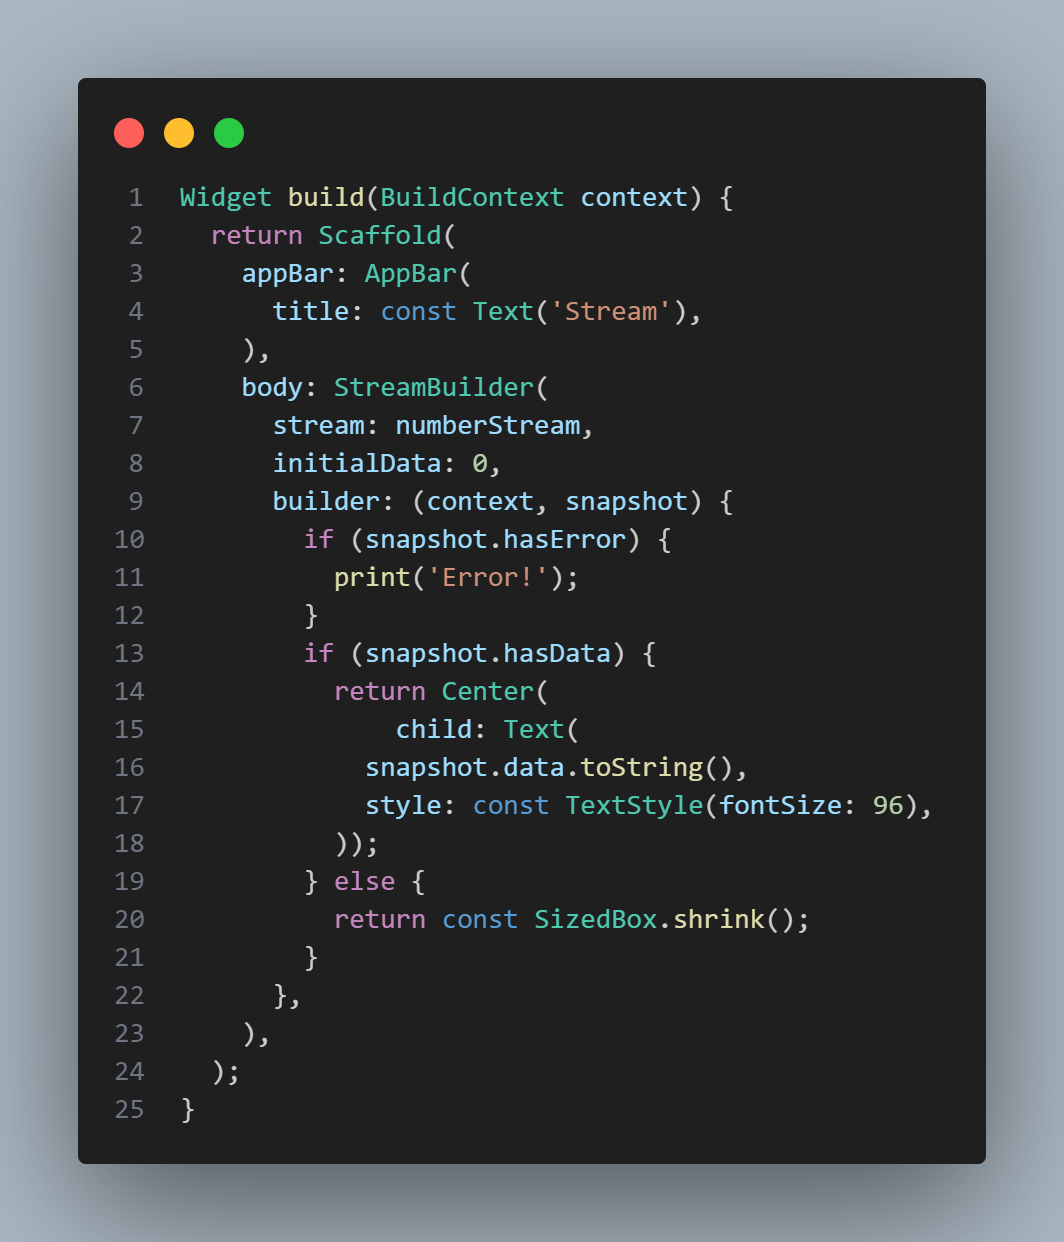 1 Widget build(BuildContext context) {
2   return Scaffold(
3     appBar: AppBar(
4       title: const Text('Stream'),
5     ),
6     body: StreamBuilder(
7       stream: numberStream,
8       initialData: 0,
9       builder: (context, snapshot) {
10         if (snapshot.hasError) {
11           print('Error!');
12         }
13         if (snapshot.hasData) {
14           return Center(
15               child: Text(
16             snapshot.data.toString(),
17             style: const TextStyle(fontSize: 96),
18           ));
19         } else {
20           return const SizedBox.shrink();
21         }
22       },
23     ),
24   );
25 }